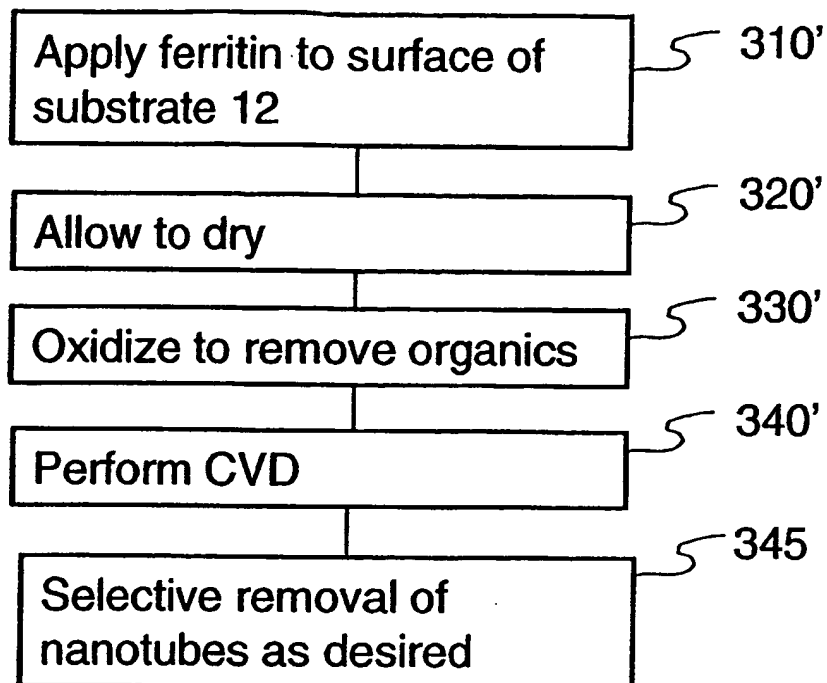 Apply ferritin to surface of
substrate 12
310'
Allow to dry
320'
Oxidize to remove organics
330'
Perform CVD
340'
Selective removal of
nanotubes as desired
345